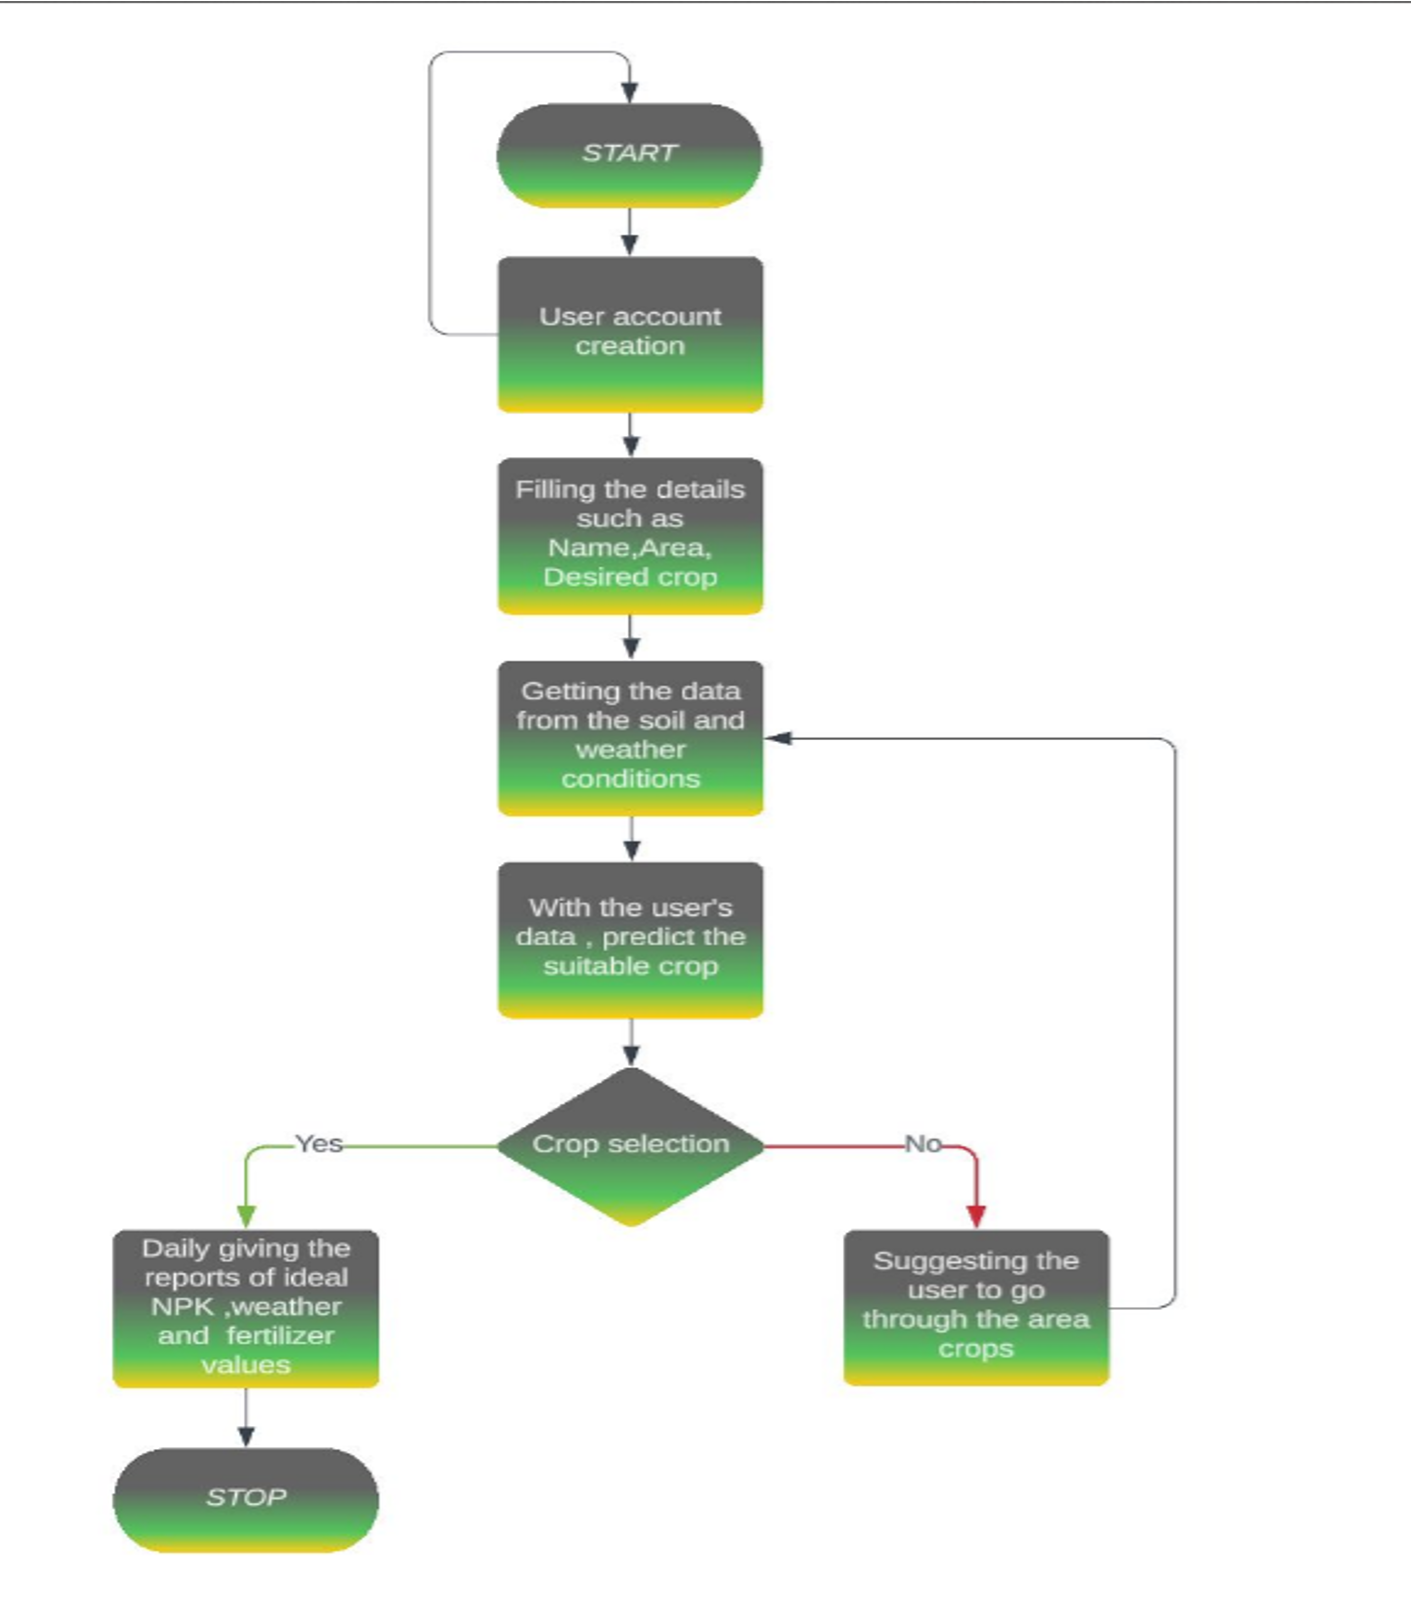 START
User account
creation
Filling the details
such as
Name,Area,
Desired crop
Getting the data
from the soil and
weather
conditions
With the user's
data , predict the
suitable crop
Crop selection
Yes
No
Daily giving the
reports of ideal
NPK ,weather
and  fertilizer
values
Suggesting the
user to go
through the area
crops
STOP